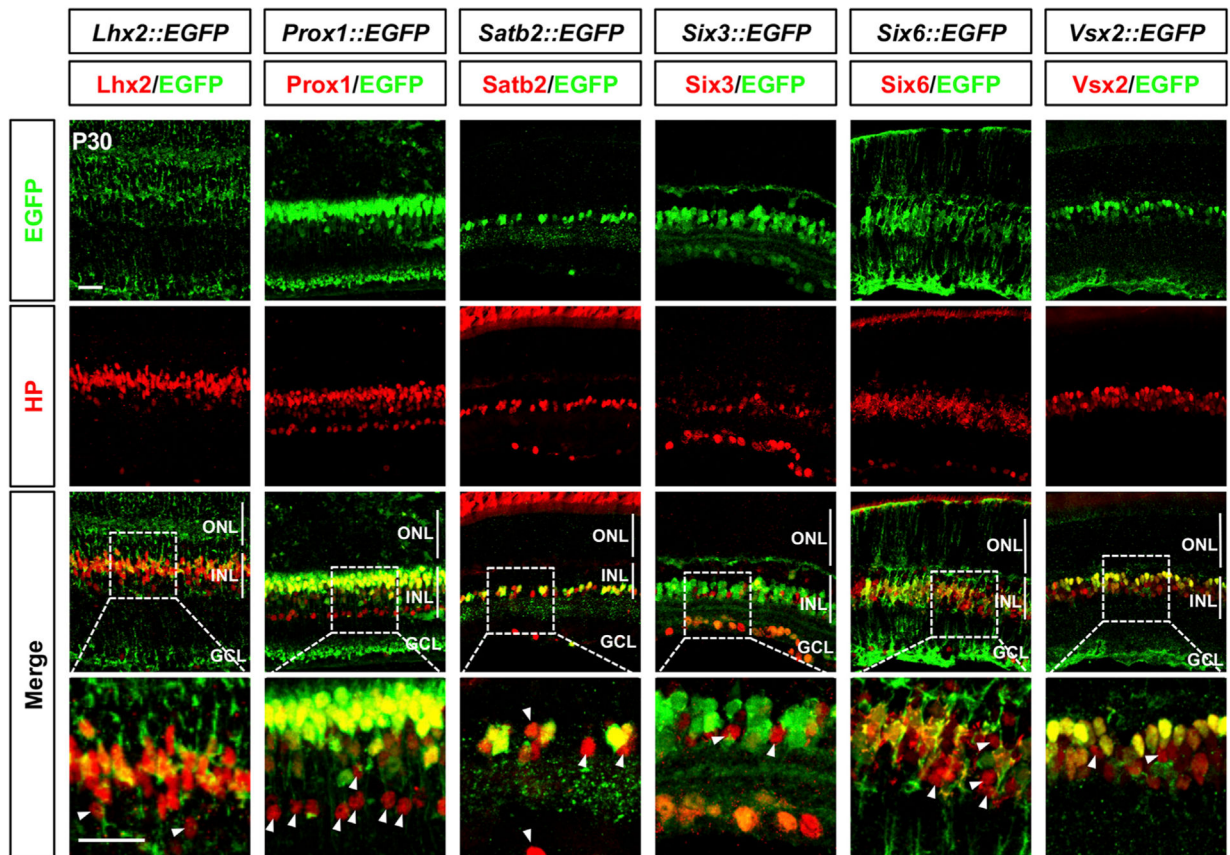 Lhx2::EGFP Prox1::EGFP Satb2::EGFP Six3::EGFP Six6::EGFP Vsx2::EGFP
Lhx2/EGFP Prox1/EGFP Satb2/EGFP Six3/EGFP Six6/EGFP Vsx2/EGFP
EGFP
P30
HP
Merge
ONL
INL
GCL
ONL
INL
GCL
ONL
INL
GCL
ONL
INL
GCL
ONL
INL
GCL
ONL
INL
GCL